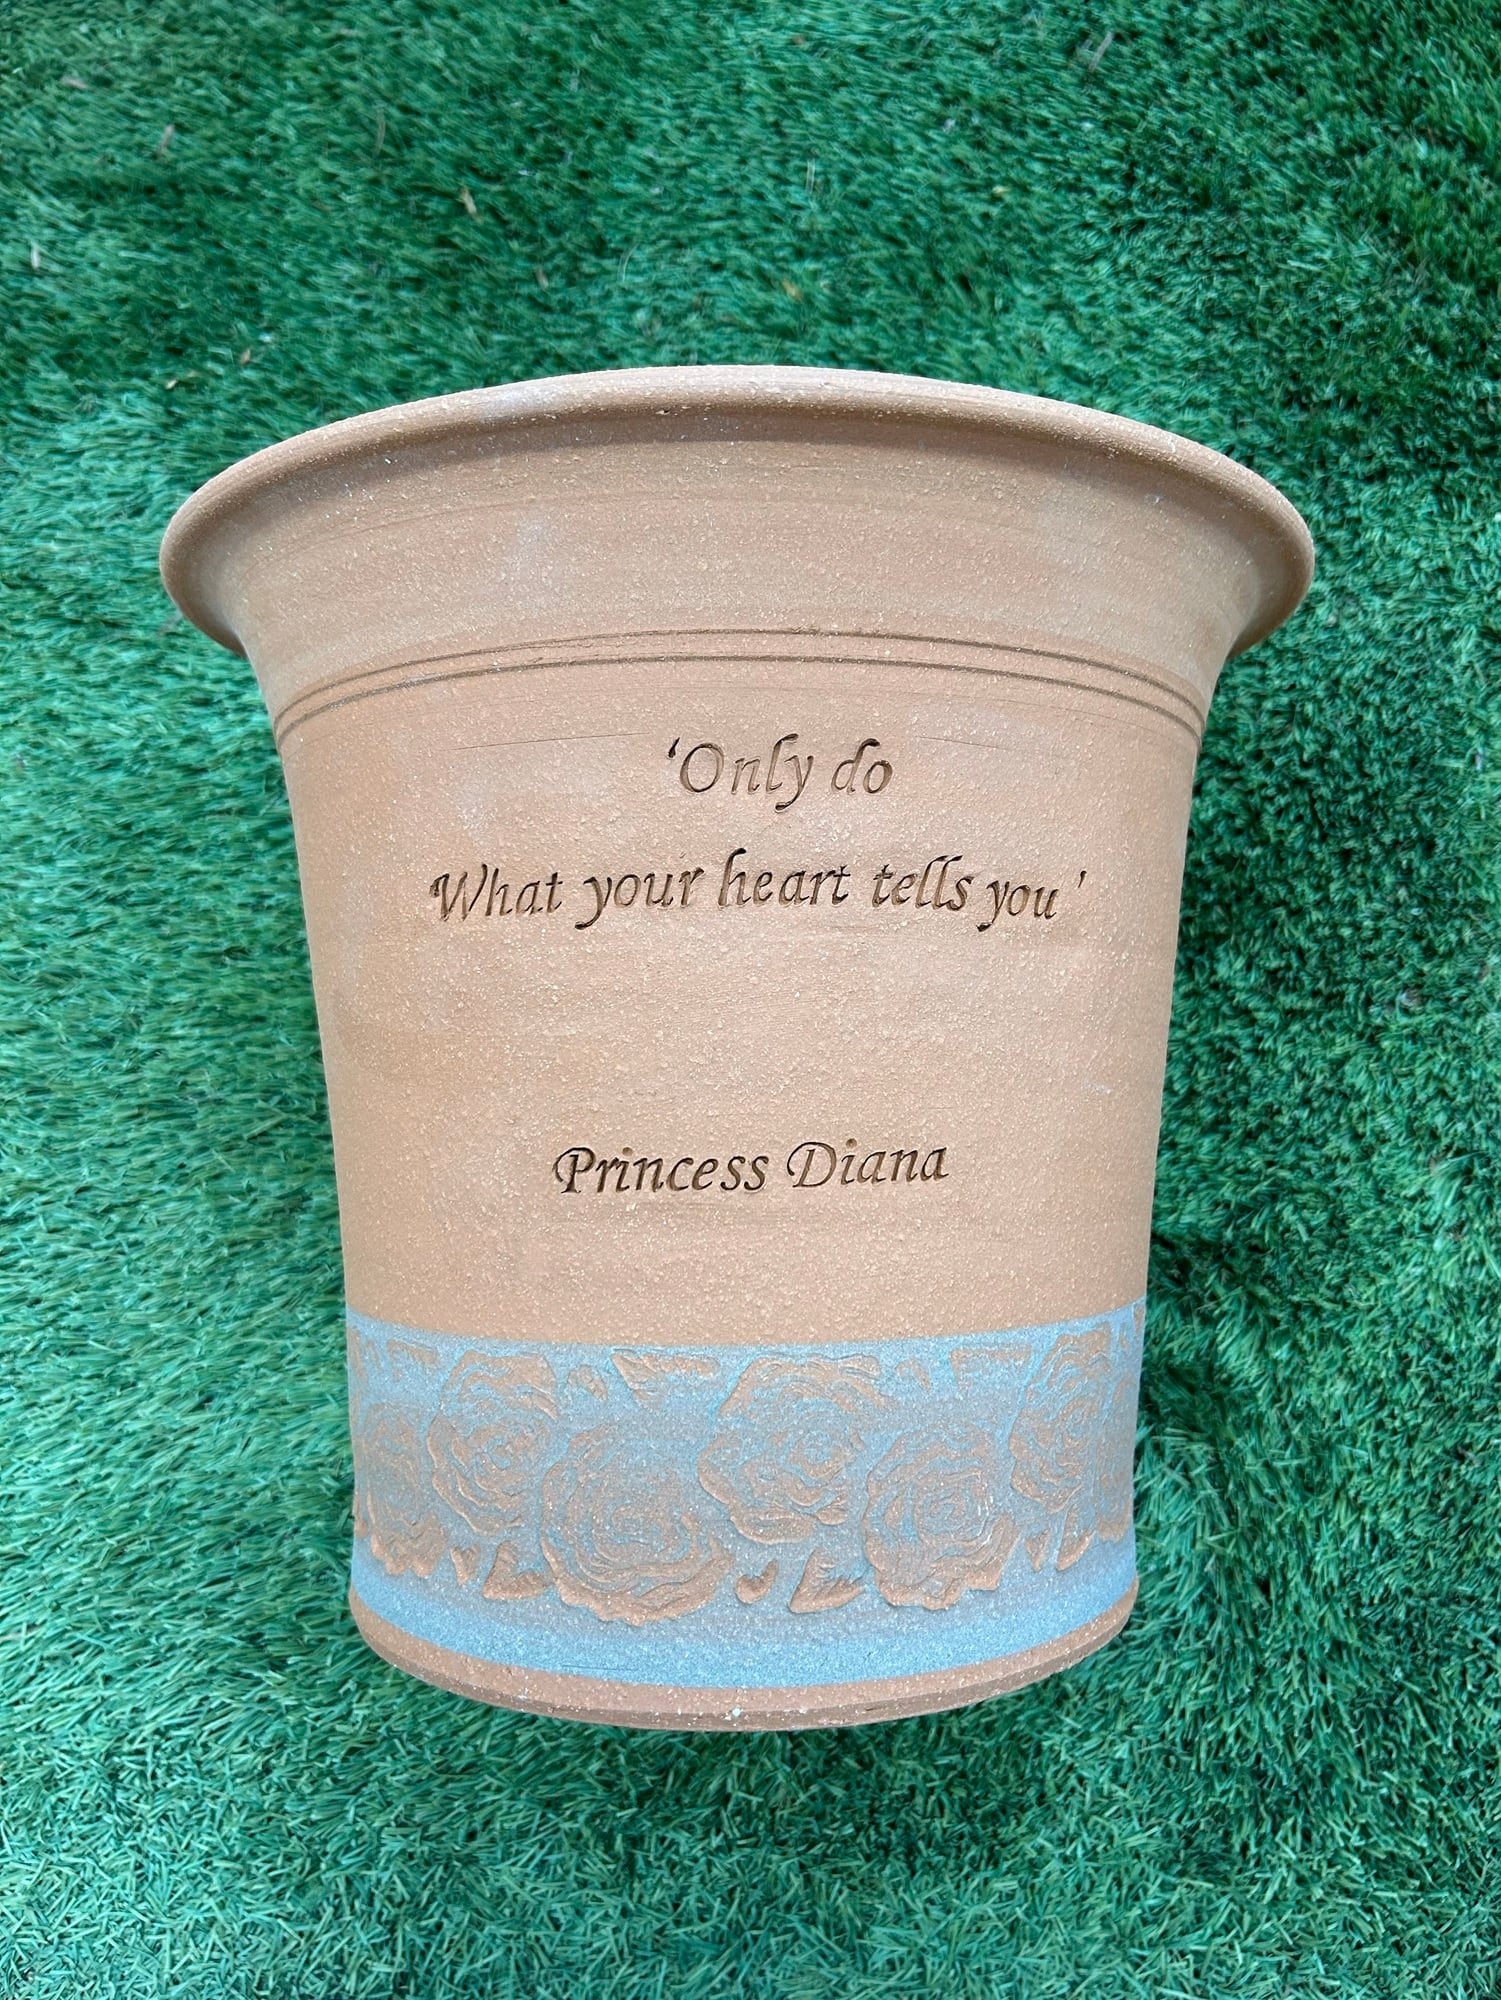 ‘Only do
What your heart tells you’
Princess Diana